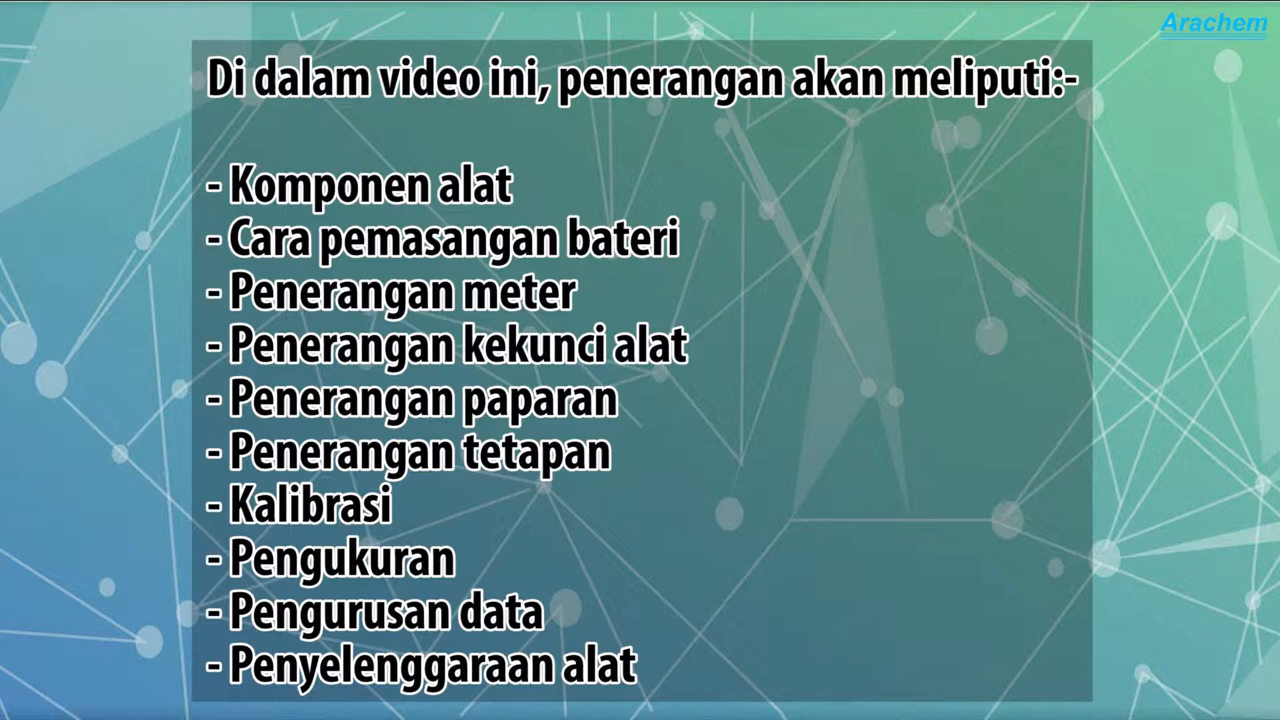 Arachem
Di dalam video ini, penerangan akan meliputi:-
- Komponen alat
- Cara pemasangan bateri
- Penerangan meter
- Penerangan kekunci alat
- Penerangan paparan
- Penerangan tetapan
- Kalibrasi
- Pengukuran
- Pengurusan data
- Penyelenggaraan alat